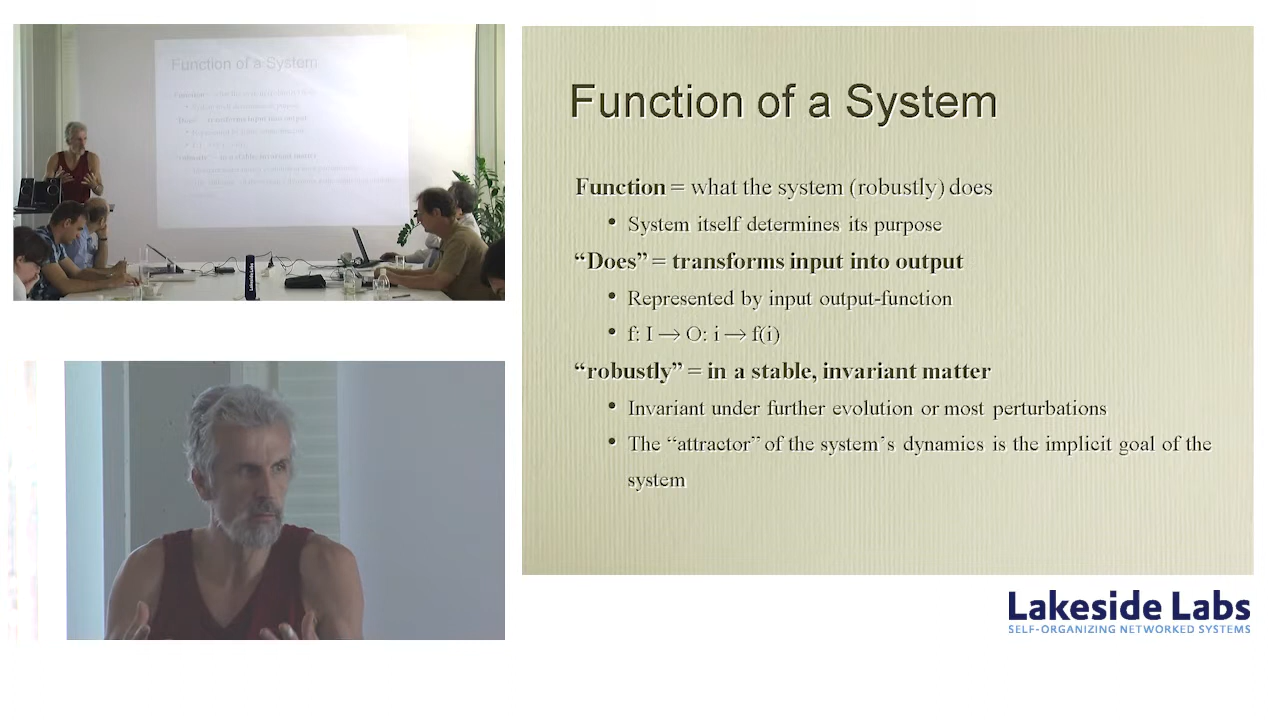 Function of a System
Function of a System
Function = what the system (robustly) does
• System itself determines its purpose
“Does” = transforms input into output
• Represented by input output-function
• f: I → O: i → f(i)
“robustly” = in a stable, invariant matter
• Invariant under further evolution or most perturbations
• The “attractor” of the system´s dynamics is the implicit goal of the
system
Lakeside Labs
SELF-ORGANIZING NETWORKED SYSTEMS
Lakeside Labs